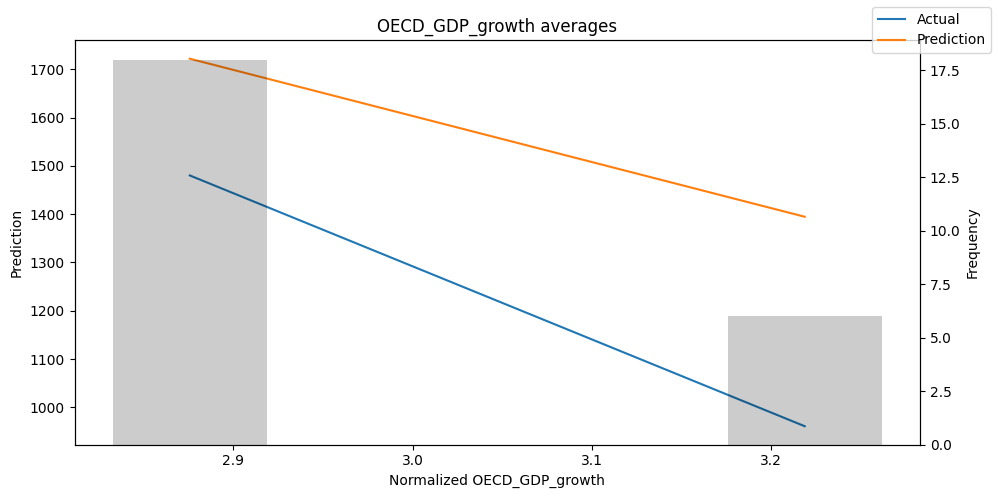 OECD_GDP_growth averages
Actual
Prediction
1700
1600
1500
1400
1300
1200
1100
1000
Prediction
17.5
15.0
12.5
10.0
7.5
5.0
2.5
0.0
Frequency
2.9 3.0 3.1 3.2
Normalized OECD_GDP_growth